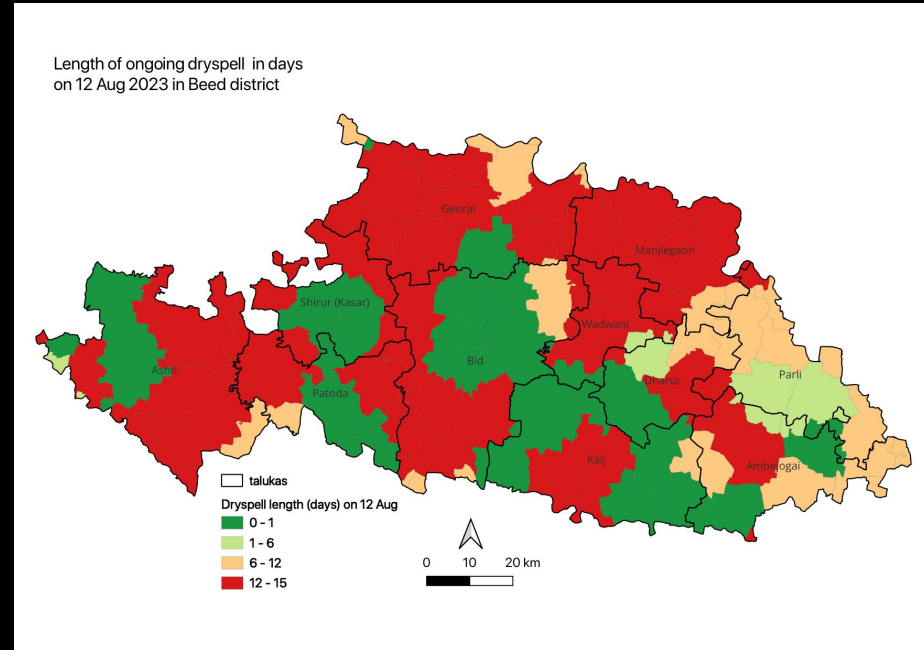 Length of ongoing dryspell in days
on 12 Aug 2023 in Beed district
Georai
Manjlegaon
Shirur (Kasar)
Wadwani
Bid
Ashti
Patoda
Dharur
Parli
Kaij
Ambejogai
talukas
Dryspell length (days) on 12 Aug
0 - 1
1 - 6
6 - 12
12 - 15
0 10 20 km